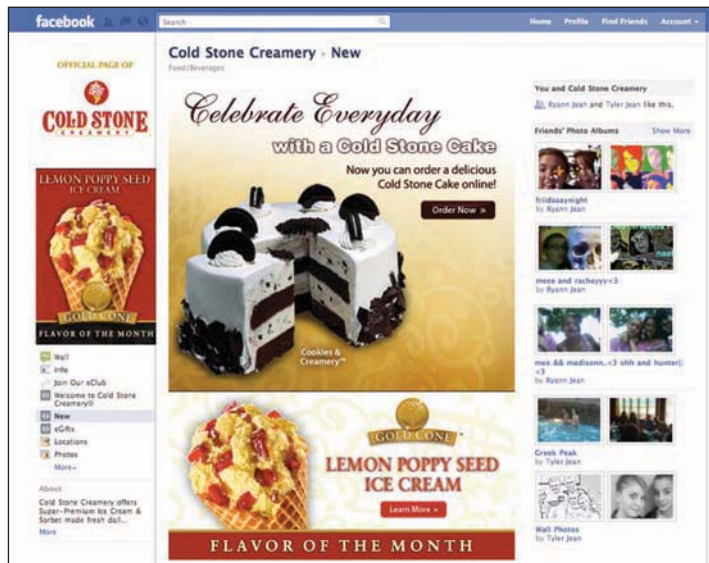 facebook
Search
Home Profile Find Friends Account
OFFICIAL PAGE OF
COLD STONE
CREAMERY
LEMON POPPY SEED
ICE CREAM
GOLD CONE
FLAVOR OF THE MONTH
Wall
Info
Join Our eClub
Welcome to Cold Stone
Creamery®
New
eGifts
Locations
Photos
More
About
Cold Stone Creamery offers
Super-Premium Ice Cream &
Sorbet made fresh dail...
More
Cold Stone Creamery New
Food/Beverages
Celebrate Everyday
with a Cold Stone Cake
Now you can order a delicious
Cold Stone Cake online!
Order Now »
Cookies &
Creamery™
GOLD CONE™
LEMON POPPY SEED
ICE CREAM
Learn More »
FLAVOR OF THE MONTH
You and Cold Stone Creamery
Ryann Jean and Tyler Jean like this.
Friends' Photo Albums Show More
friidaaaynight
by Ryann Jean
meee and racheyyy<3
by Ryann Jean
mee && madisonn..<3 ohh and hunter(:
<3
by Ryann Jean
Greek Peak
by Tyler Jean
Wall Photos
by Tyler Jean